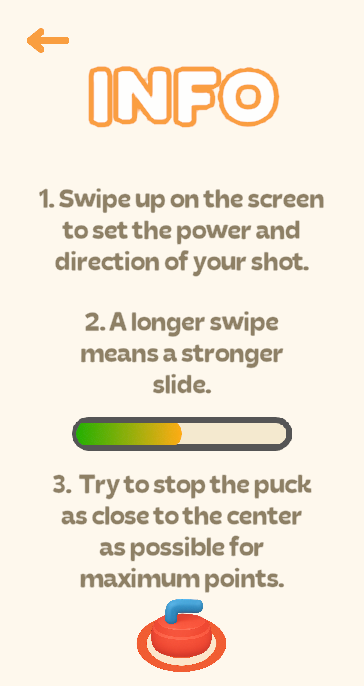 INFO
1. Swipe up on the screen
to set the power and
direction of your shot.
2. A longer swipe
means a stronger
slide.
3. Try to stop the puck
as close to the center
as possible for
maximum points.